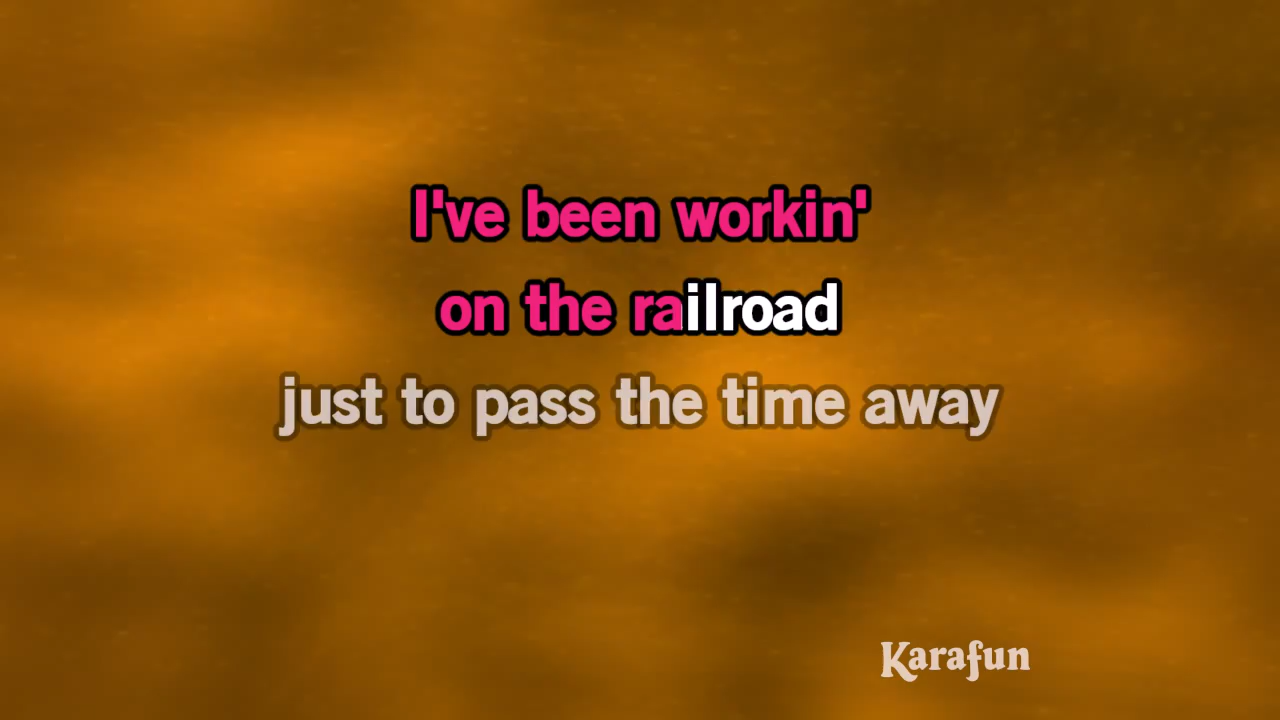 I've been workin'
on the railroad
just to pass the time away
Karafun